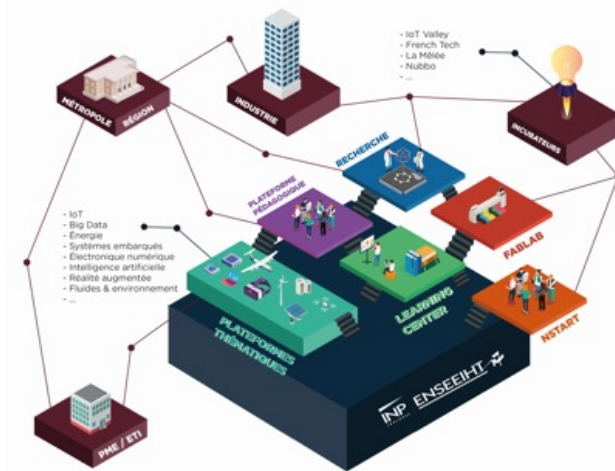 - IoT Valley
- French Tech
- La Mêlée
- Nubbo
- ...
MÉTROPOLE
RÉGION
INDUSTRIE
INCUBATEURS
RECHERCHE
PLATEFORME
PÉDAGOGIQUE
FABLAB
- IoT
- Big Data
- Énergie
- Systèmes embarqués
- Électronique numérique
- Intelligence artificielle
- Réalité augmentée
- Fluides & environnement
- ...
LEARNING
CENTER
NSTART
PLATEFORMES
THÉMATIQUES
INP ENSEEIHT
PME / ETI